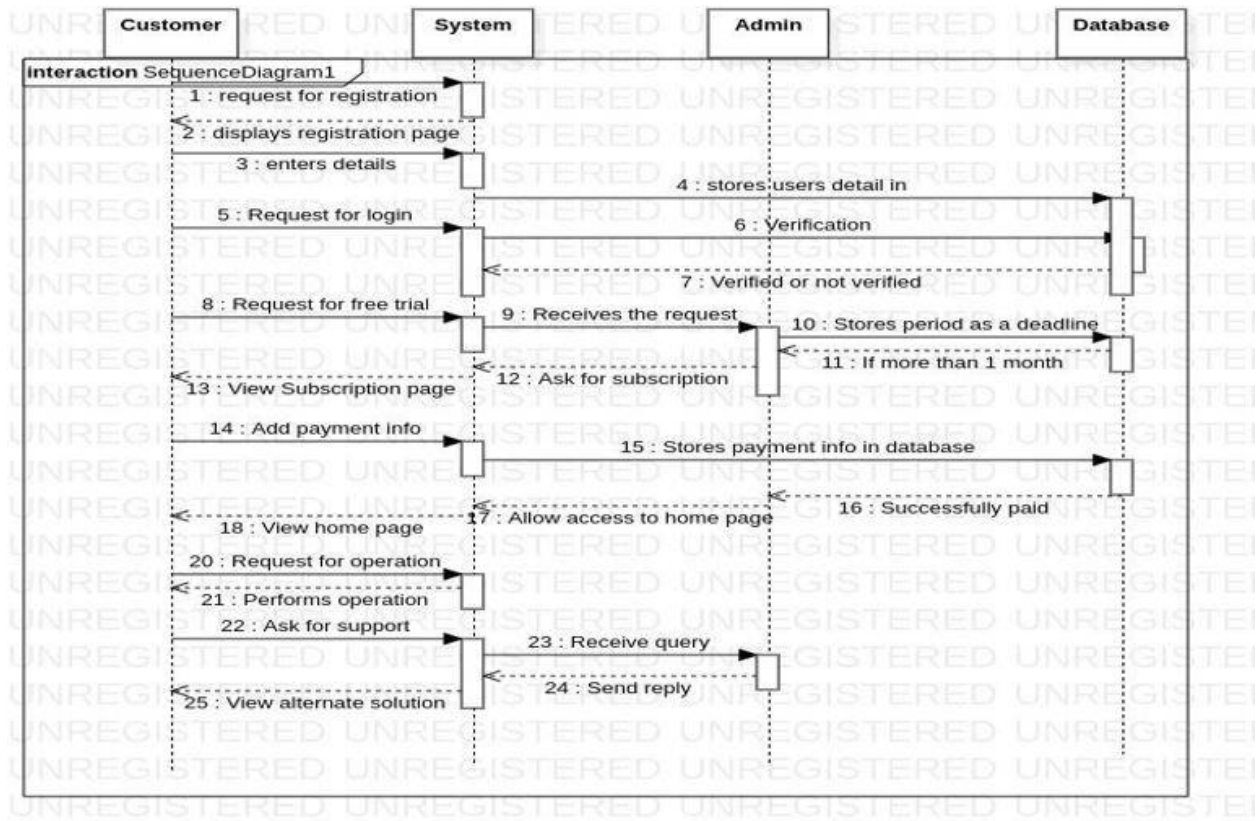 Customer
System
Admin
Database
interaction SequenceDiagram1
1 : request for registration
2 : displays registration page
3 : enters details
4 : stores users detail in
5 : Request for login
6 : Verification
7 : Verified or not verified
8 : Request for free trial
9 : Receives the request
10 : Stores period as a deadline
11 : If more than 1 month
12 : Ask for subscription
13 : View Subscription page
14 : Add payment info
15 : Stores payment info in database
16 : Successfully paid
17 : Allow access to home page
18 : View home page
20 : Request for operation
21 : Performs operation
22 : Ask for support
23 : Receive query
24 : Send reply
25 : View alternate solution
UNREGISTERED